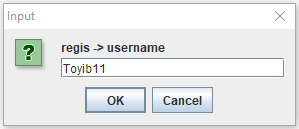 Input
regis -> username
Toyib11
OK
Cancel